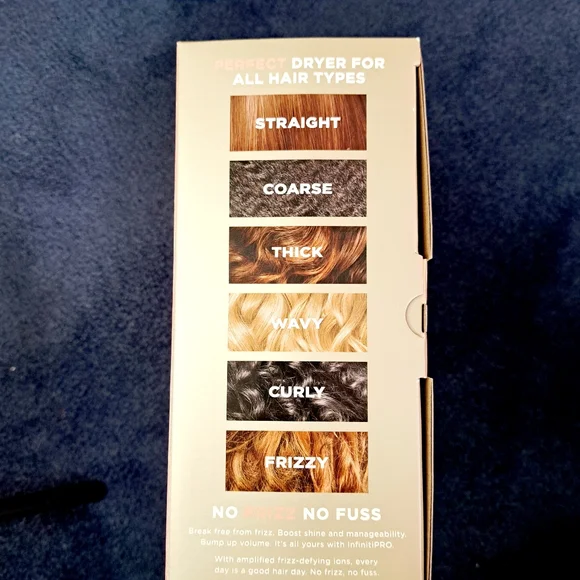 PERFECT DRYER FOR
ALL HAIR TYPES
STRAIGHT
COARSE
THICK
WAVY
CURLY
FRIZZY
NO FRIZZ NO FUSS
Break free from frizz. Boost shine and manageability.
Bump up volume. It's all yours with InfinitiPRO.
With amplified frizz-defying ions, every
day is a good hair day. No frizz, no fuss.